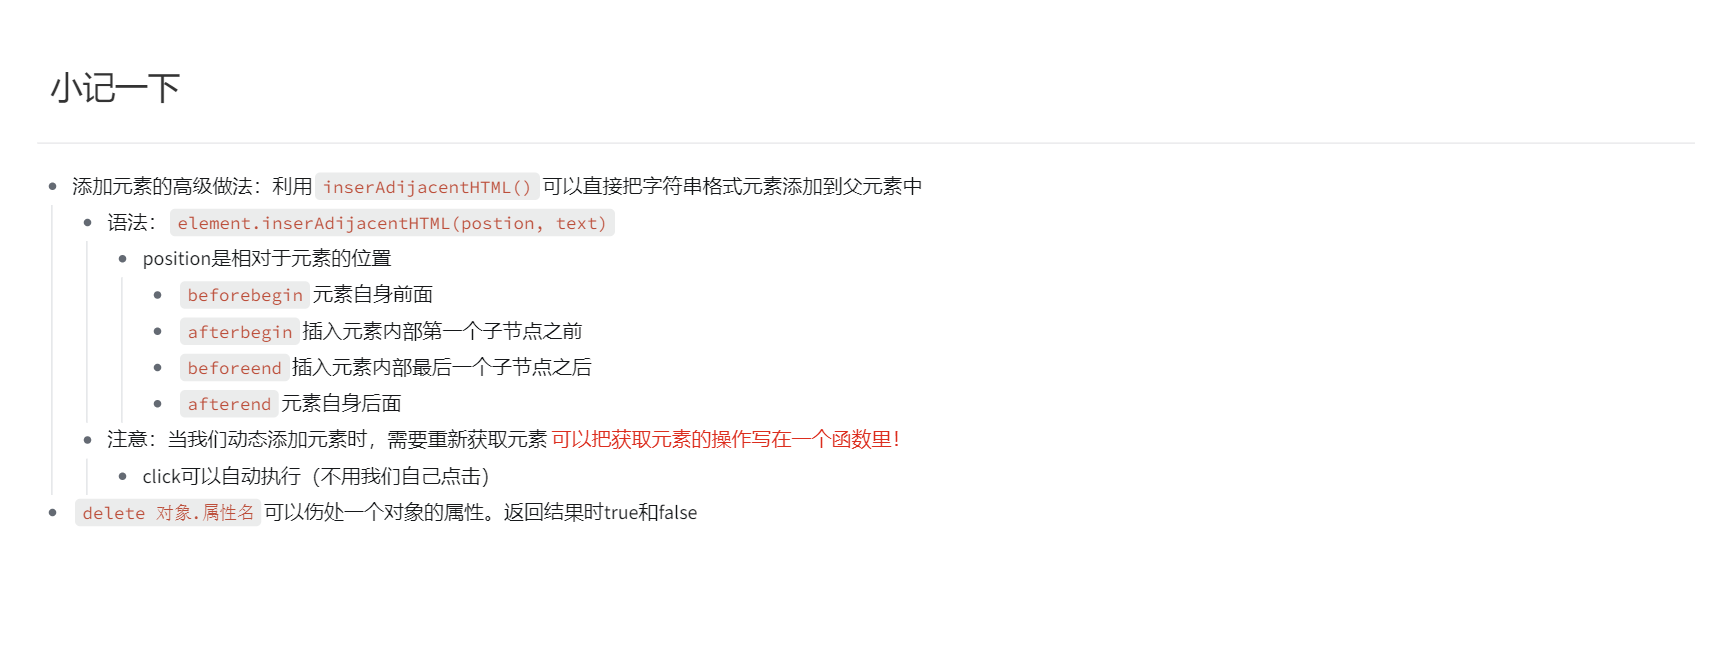 小记一下
添加元素的高级做法：利用 inserAdijacentHTML() 可以直接把字符串格式元素添加到父元素中
语法： element.inserAdijacentHTML(postion, text)
position是相对于元素的位置
beforebegin 元素自身前面
afterbegin 插入元素内部第一个子节点之前
beforeend 插入元素内部最后一个子节点之后
afterend 元素自身后面
注意：当我们动态添加元素时，需要重新获取元素 可以把获取元素的操作写在一个函数里！
click可以自动执行（不用我们自己点击）
delete 对象.属性名 可以伤处一个对象的属性。返回结果时true和false